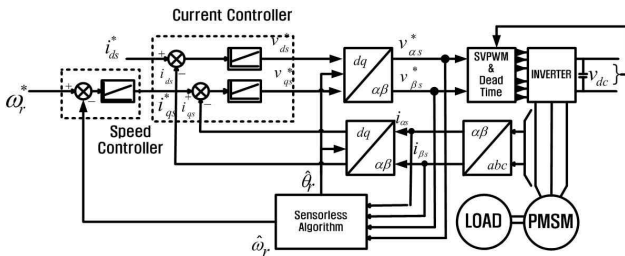 Current Controller
i*ds
v*ds
v*αs
+
−
ids
dq
αβ
SVPWM
&
Dead
Time
INVERTER
vdc
v*qs
v*βs
ω*r
+
−
i*qs
+
−
iqs
Speed
Controller
dq
αβ
iαs
iβs
αβ
abc
θ̂r
Sensorless
Algorithm
ω̂r
LOAD
PMSM